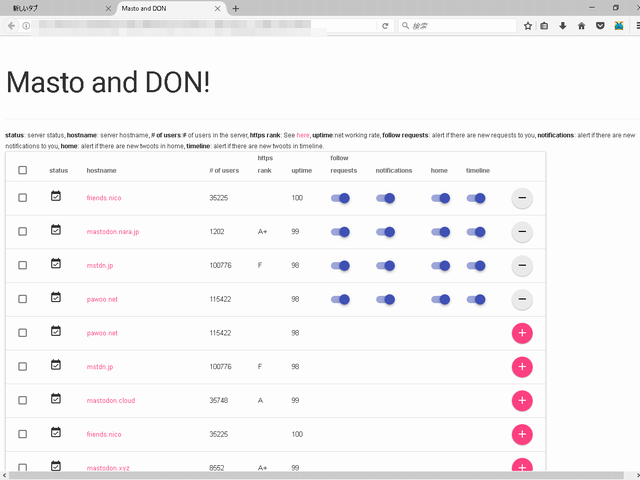 新しいタブ
Masto and DON
検索
Masto and DON!
status: server status, hostname: server hostname, # of users:# of users in the server, https rank: See here, uptime:net working rate, follow requests: alert if there are new requests to you, notifications: alert if there are new
notifications to you, home: alert if there are new twoots in home, timeline: alert if there are new twoots in timeline.
https follow
status hostname # of users rank uptime requests notifications home timeline
friends.nico 35225 100
mastodon.nara.jp 1202 A+ 99
mstdn.jp 100776 F 98
pawoo.net 115422 98
pawoo.net 115422 98
mstdn.jp 100776 F 98
mastodon.cloud 35748 A 99
friends.nico 35225 100
mastodon.xyz 8552 A+ 99